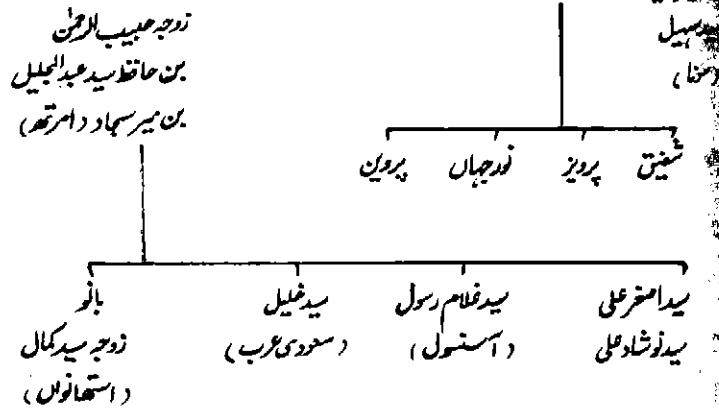 زوجہ حبیب الرحمٰن
بن حافظ سید عبدالجلیل
بن میر سجاد (امرتھ)
سہیل
شفیق پرویز نورجہاں پروین
سید اصغر علی
سید نوشاد علی
سید غلام رسول
(آسنسول)
سید خلیل
(سعودی عرب)
بانو
زوجہ سید کمال
(استھانواں)